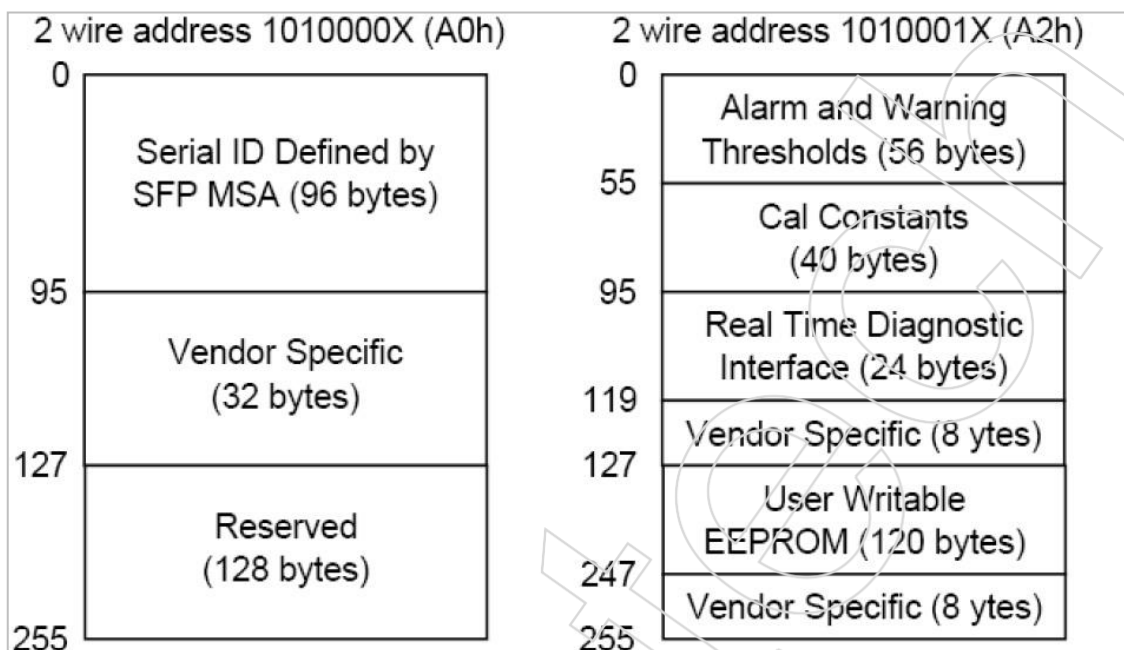 2 wire address 1010000X (A0h)
0
Serial ID Defined by
SFP MSA (96 bytes)
95
Vendor Specific
(32 bytes)
127
Reserved
(128 bytes)
255
2 wire address 1010001X (A2h)
0
Alarm and Warning
Thresholds (56 bytes)
55
Cal Constants
(40 bytes)
95
Real Time Diagnostic
Interface (24 bytes)
119
Vendor Specific (8 ytes)
127
User Writable
EEPROM (120 bytes)
247
Vendor Specific (8 ytes)
255